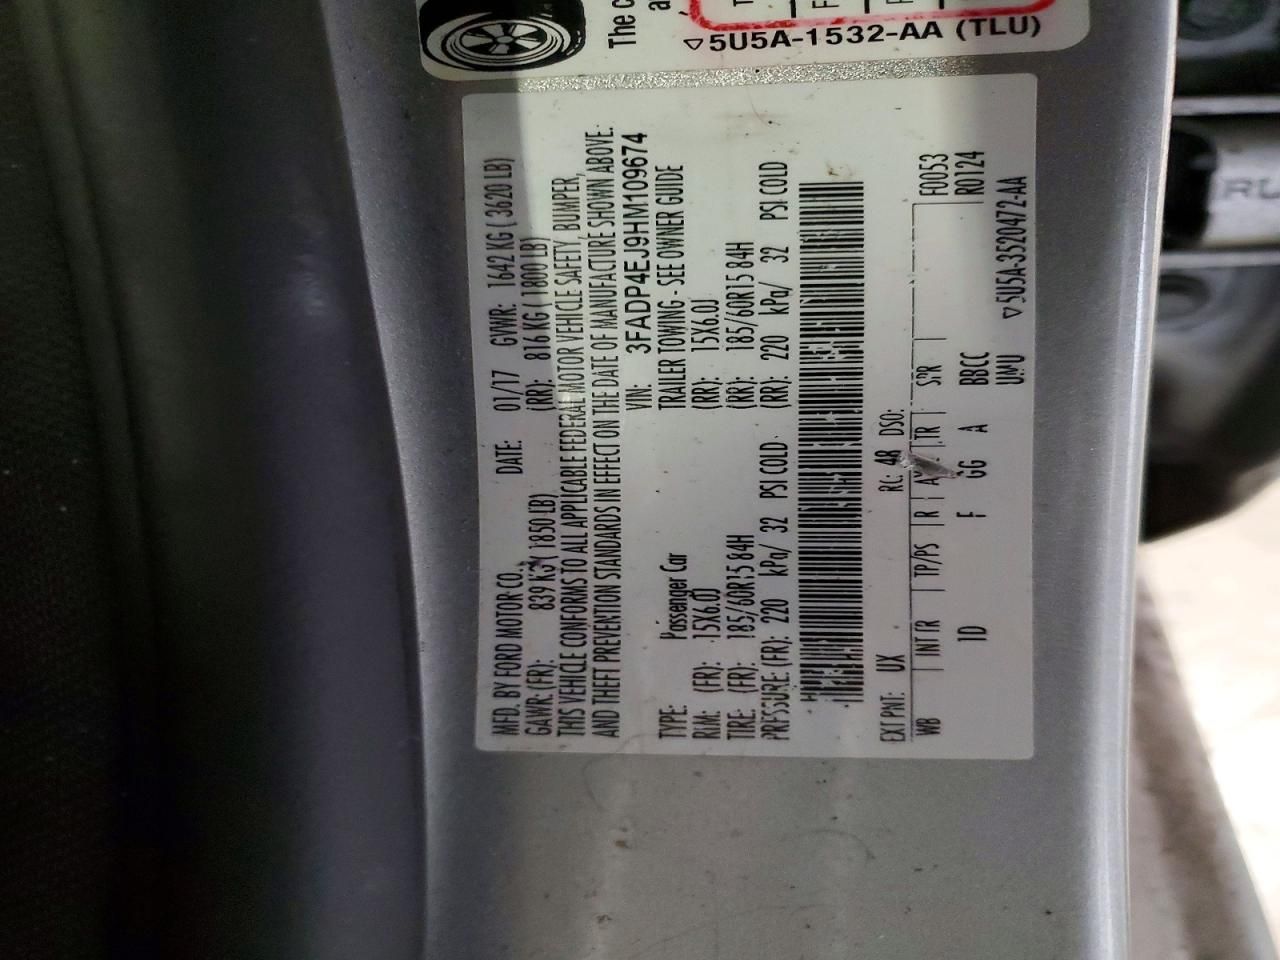 The c
a
5U5A-1532-AA (TLU)
MFD. BY FORD MOTOR CO. DATE: 01/17 GVWR: 1642 KG ( 3620 LB)
GAWR: (FR): 839 KG ( 1850 LB) (RR): 816 KG ( 1800 LB)
THIS VEHICLE CONFORMS TO ALL APPLICABLE FEDERAL MOTOR VEHICLE SAFETY, BUMPER,
AND THEFT PREVENTION STANDARDS IN EFFECT ON THE DATE OF MANUFACTURE SHOWN ABOVE:
VIN: 3FADP4EJ9HM109674
TYPE: Passenger Car TRAILER TOWING - SEE OWNER GUIDE
RIM: (FR): 15X6.0J (RR): 15X6.0J
TIRE: (FR): 185/60R15 84H (RR): 185/60R15 84H
PRESSURE (FR): 220 kPa/ 32 PSI COLD (RR): 220 kPa/ 32 PSI COLD
EXT PNT: UX RC: 48 DSO: F0053
WB INT TR TP/PS R TR SPR R0124
ID F GG A BBCC
UMU
5U5A-3520472-AA